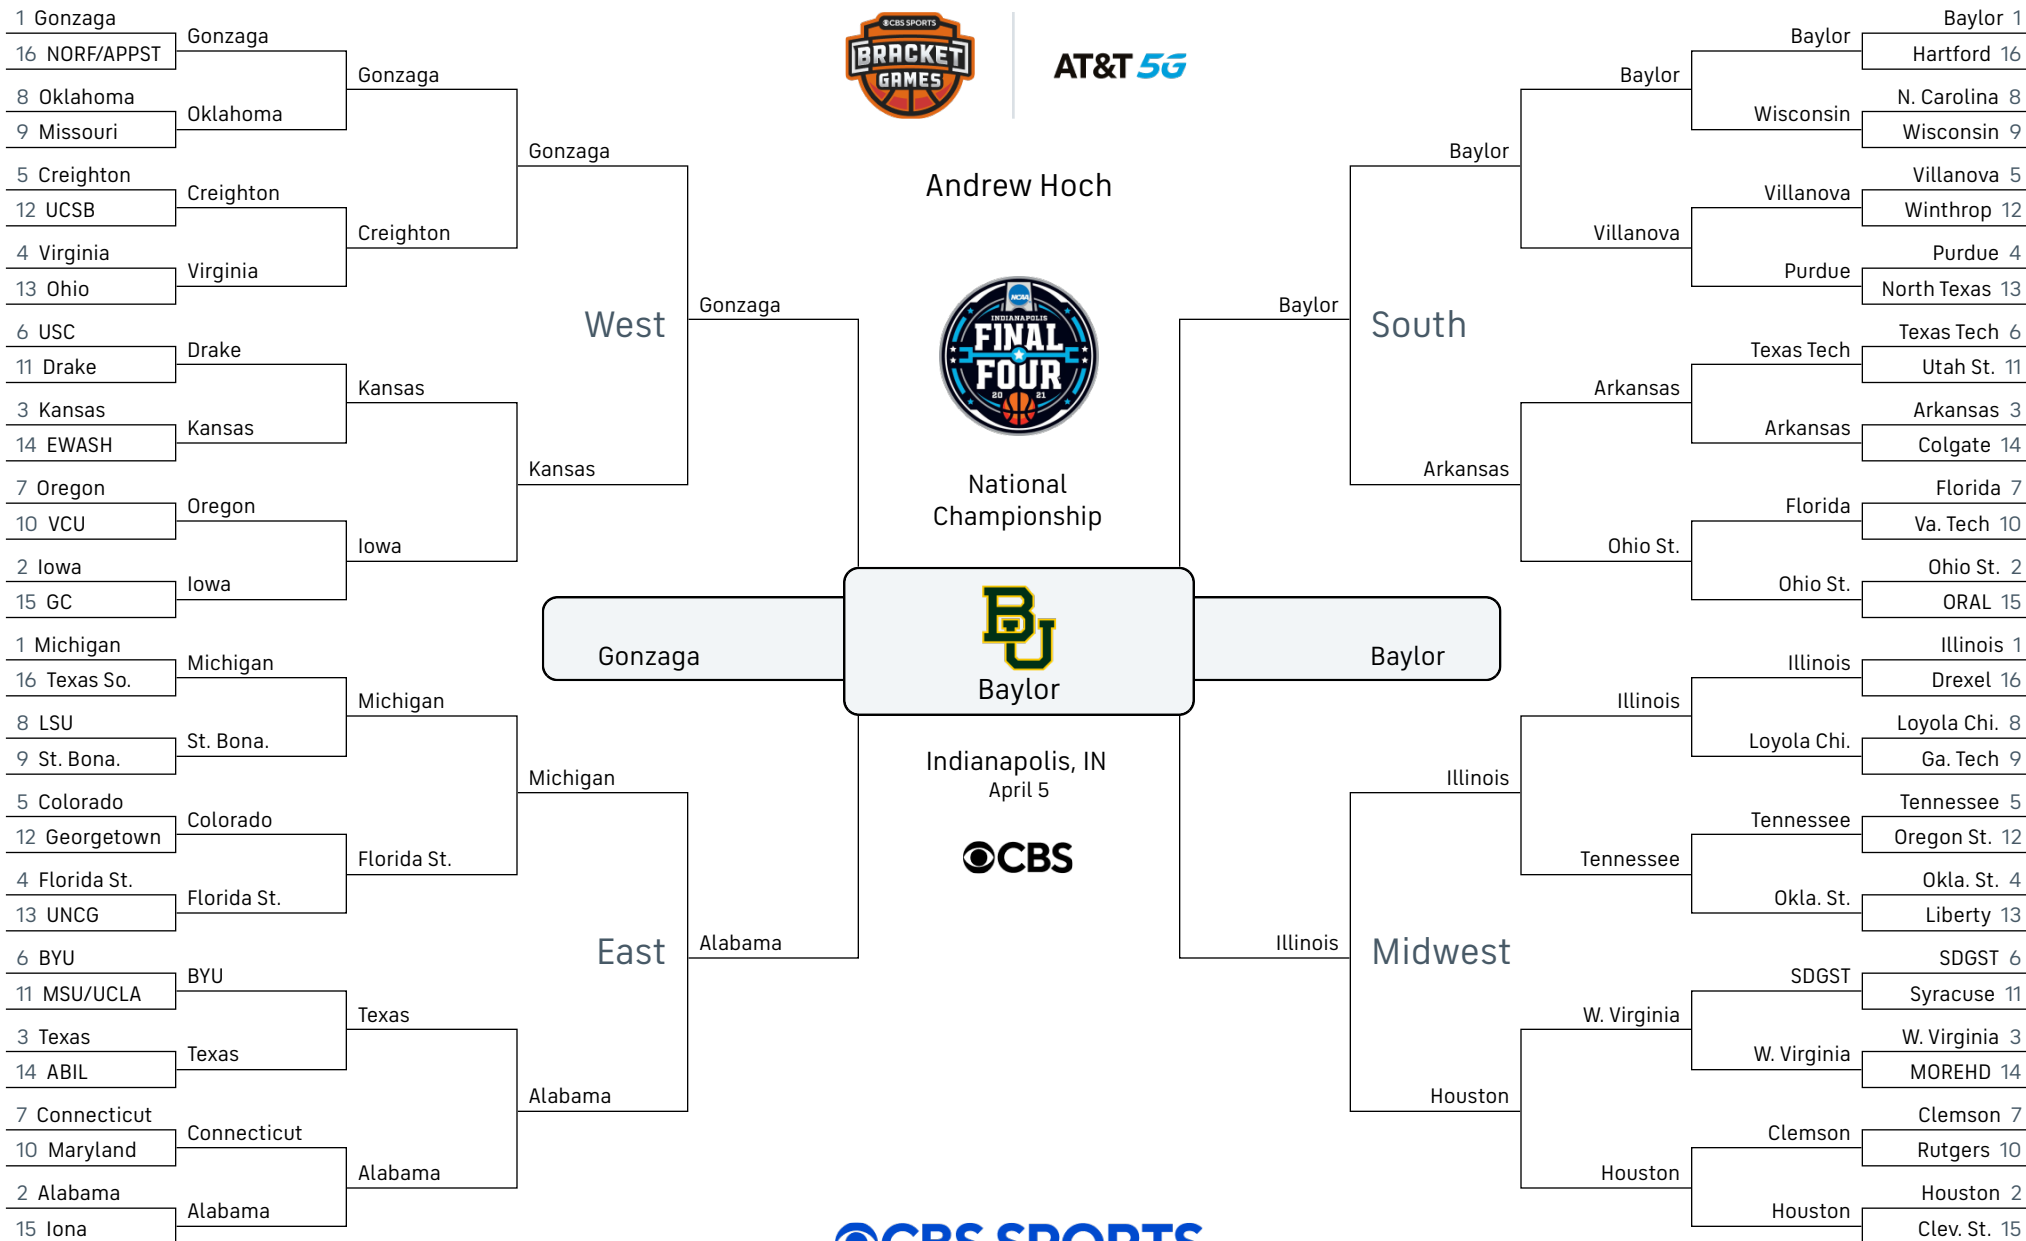 1 Gonzaga
16 NORF/APPST
8 Oklahoma
9 Missouri
5 Creighton
12 UCSB
4 Virginia
13 Ohio
6 USC
11 Drake
3 Kansas
14 EWASH
7 Oregon
10 VCU
2 Iowa
15 GC
1 Michigan
16 Texas So.
8 LSU
9 St. Bona.
5 Colorado
12 Georgetown
4 Florida St.
13 UNCG
6 BYU
11 MSU/UCLA
3 Texas
14 ABIL
7 Connecticut
10 Maryland
2 Alabama
15 Iona
Gonzaga
Oklahoma
Creighton
Virginia
Drake
Kansas
Oregon
Iowa
Michigan
St. Bona.
Colorado
Florida St.
BYU
Texas
Connecticut
Alabama
Gonzaga
Creighton
Kansas
Iowa
Michigan
Florida St.
Texas
Alabama
Gonzaga
Kansas
Michigan
Alabama
West
East
Gonzaga
Alabama
CBS SPORTS
BRACKET
GAMES
AT&T 5G
Andrew Hoch
NCAA
INDIANAPOLIS
FINAL
FOUR
20 21
National
Championship
Gonzaga
BU
Baylor
Baylor
Indianapolis, IN
April 5
CBS
CBS SPORTS
Baylor
Illinois
South
Midwest
Baylor
Arkansas
Illinois
Houston
Baylor
Villanova
Arkansas
Ohio St.
Illinois
Tennessee
W. Virginia
Houston
Baylor
Wisconsin
Villanova
Purdue
Texas Tech
Arkansas
Florida
Ohio St.
Illinois
Loyola Chi.
Tennessee
Okla. St.
SDGST
W. Virginia
Clemson
Houston
Baylor 1
Hartford 16
N. Carolina 8
Wisconsin 9
Villanova 5
Winthrop 12
Purdue 4
North Texas 13
Texas Tech 6
Utah St. 11
Arkansas 3
Colgate 14
Florida 7
Va. Tech 10
Ohio St. 2
ORAL 15
Illinois 1
Drexel 16
Loyola Chi. 8
Ga. Tech 9
Tennessee 5
Oregon St. 12
Okla. St. 4
Liberty 13
SDGST 6
Syracuse 11
W. Virginia 3
MOREHD 14
Clemson 7
Rutgers 10
Houston 2
Clev. St. 15